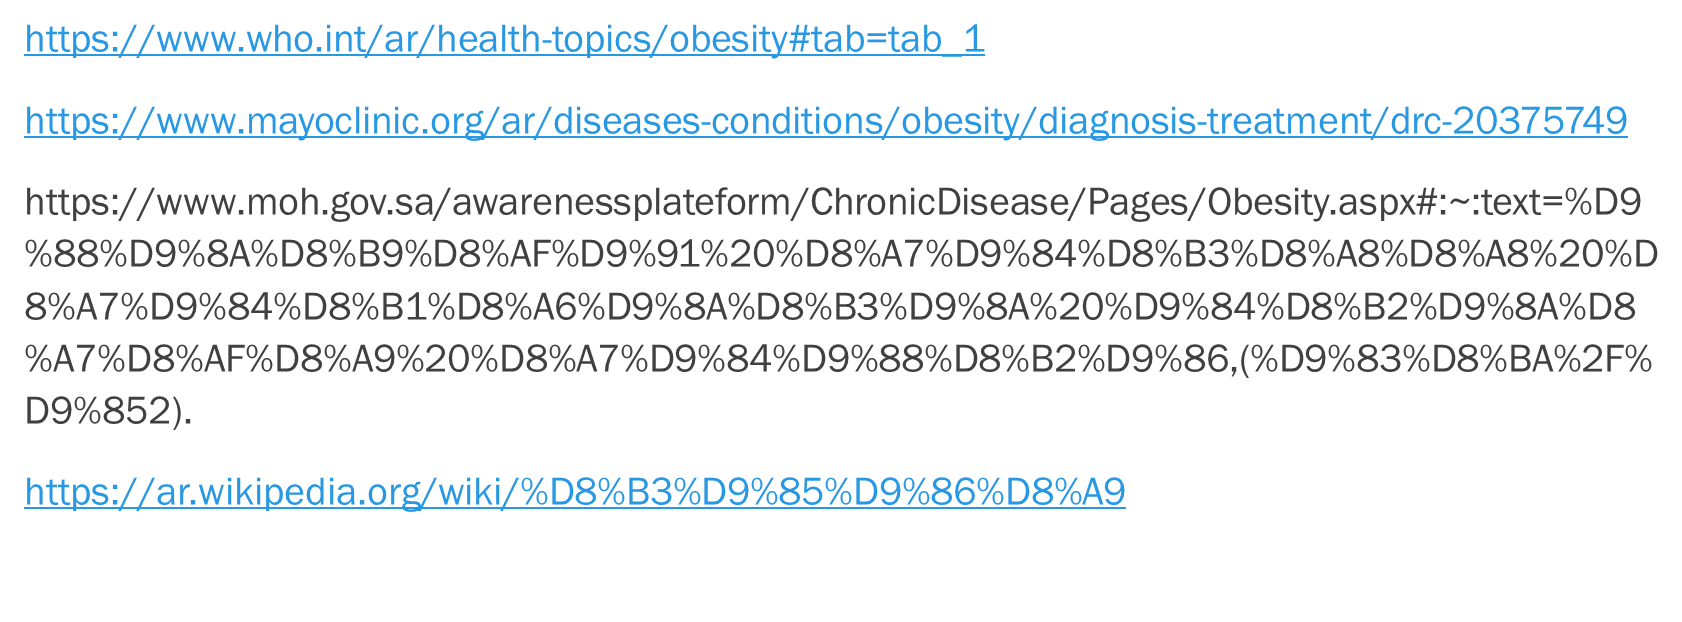 https://www.who.int/ar/health-topics/obesity#tab=tab_1
https://www.mayoclinic.org/ar/diseases-conditions/obesity/diagnosis-treatment/drc-20375749
https://www.moh.gov.sa/awarenessplateform/ChronicDisease/Pages/Obesity.aspx#:~:text=%D9
%88%D9%8A%D8%B9%D8%AF%D9%91%20%D8%A7%D9%84%D8%B3%D8%A8%D8%A8%20%D
8%A7%D9%84%D8%B1%D8%A6%D9%8A%D8%B3%D9%8A%20%D9%84%D8%B2%D9%8A%D8
%A7%D8%AF%D8%A9%20%D8%A7%D9%84%D9%88%D8%B2%D9%86,(%D9%83%D8%BA%2F%
D9%852).
https://ar.wikipedia.org/wiki/%D8%B3%D9%85%D9%86%D8%A9